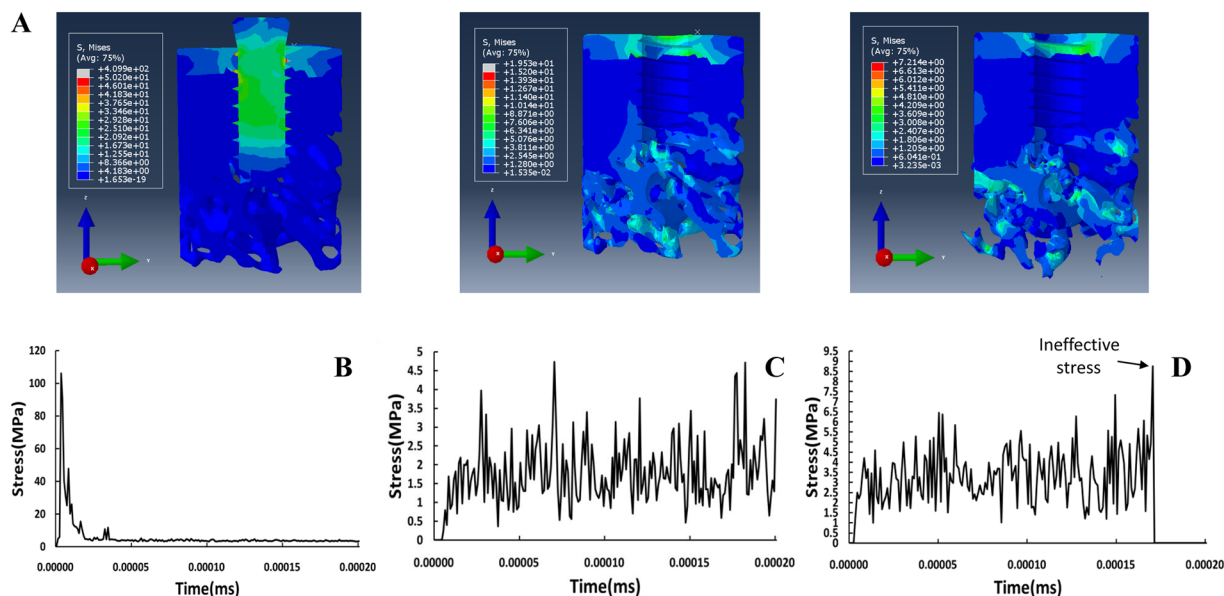 A
S, Mises
(Avg: 75%)
+4.099e+02
+5.020e+01
+4.601e+01
+4.183e+01
+3.765e+01
+3.346e+01
+2.928e+01
+2.510e+01
+2.092e+01
+1.673e+01
+1.255e+01
+8.366e+00
+4.183e+00
+1.653e-19
Z
X
Y
S, Mises
(Avg: 75%)
+1.953e+01
+1.520e+01
+1.393e+01
+1.267e+01
+1.140e+01
+1.014e+01
+8.871e+00
+7.606e+00
+6.341e+00
+5.076e+00
+3.811e+00
+2.545e+00
+1.280e+00
+1.535e-02
X
Z
X
Y
S, Mises
(Avg: 75%)
+7.214e+00
+6.613e+00
+6.012e+00
+5.411e+00
+4.810e+00
+4.209e+00
+3.609e+00
+3.008e+00
+2.407e+00
+1.806e+00
+1.205e+00
+6.041e-01
+3.235e-03
Z
X
Y
B
Stress(MPa)
120
100
80
60
40
20
0
0.00000 0.00005 0.00010 0.00015 0.00020
Time(ms)
C
Stress(MPa)
5
4.5
4
3.5
3
2.5
2
1.5
1
0.5
0
0.00000 0.00005 0.00010 0.00015 0.00020
Time(ms)
D
Ineffective
stress
Stress(MPa)
9.5
9
8.5
8
7.5
7
6.5
6
5.5
5
4.5
4
3.5
3
2.5
2
1.5
1
0.5
0
0.00000 0.00005 0.00010 0.00015 0.00020
Time(ms)